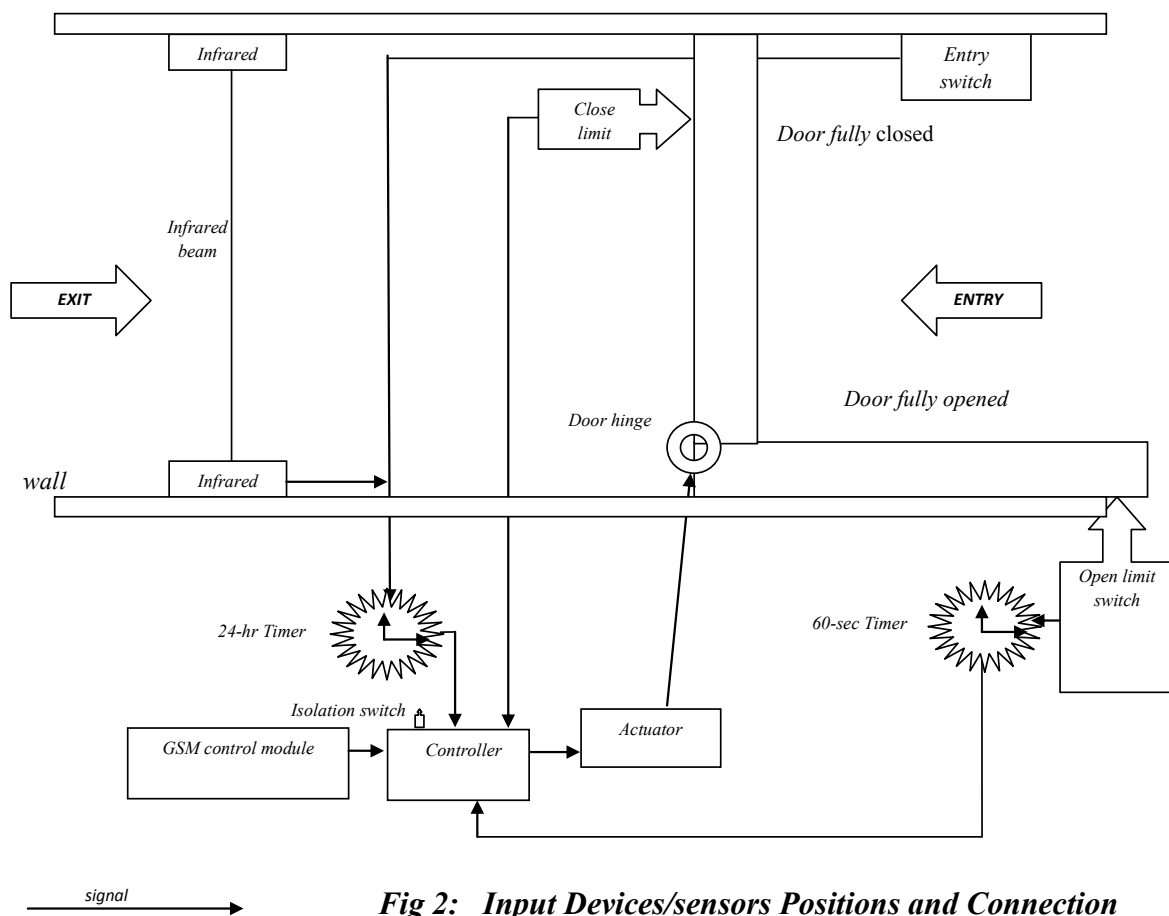 Infrared
Entry
switch
Close
limit
Door fully closed
Infrared
beam
EXIT
ENTRY
Door fully opened
Door hinge
wall
Infrared
Open limit
switch
24-hr Timer
60-sec Timer
Isolation switch
GSM control module
Controller
Actuator
signal
Fig 2: Input Devices/sensors Positions and Connection